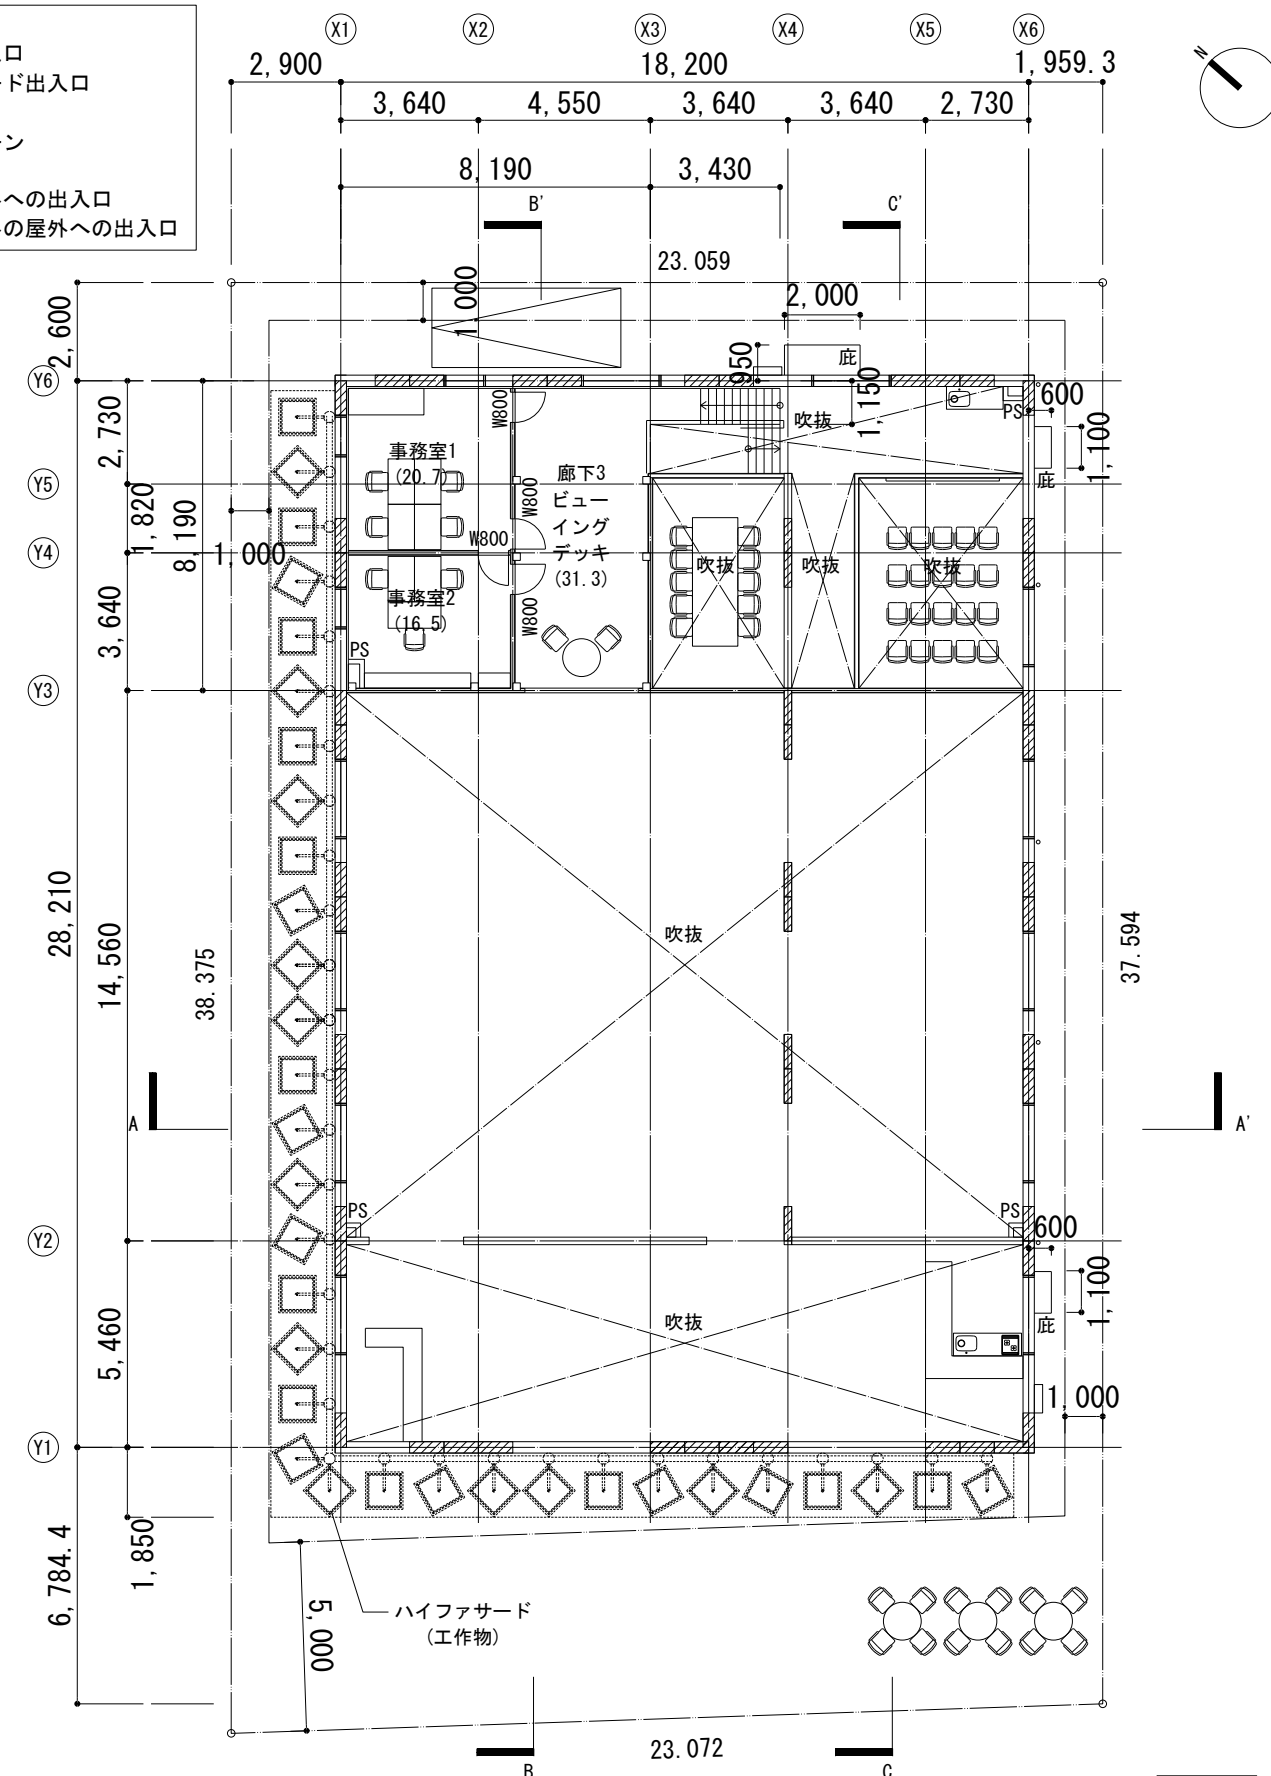 口
ド出入口
ン
への出入口
の屋外への出入口
X1
X2
X3
X4
X5
X6
N
2,900
18,200
1,959.3
3,640
4,550
3,640
3,640
2,730
8,190
3,430
B'
C'
23.059
2,600
1,000
2,000
950
庇
1,150
Y6
2,730
W800
吹抜
PS
600
1,100
庇
事務室1
(20.7)
廊下3
ビュー
イング
デッキ
(31.3)
W800
Y5
1,820
8,190
1,000
Y4
W800
吹抜
吹抜
吹抜
3,640
事務室2
(16.5)
W800
PS
Y3
28,210
14,560
38.375
吹抜
37.594
A
A'
PS
PS
600
Y2
5,460
吹抜
1,100
庇
1,000
Y1
6,784.4
1,850
5,000
ハイファサード
(工作物)
23.072
B
C